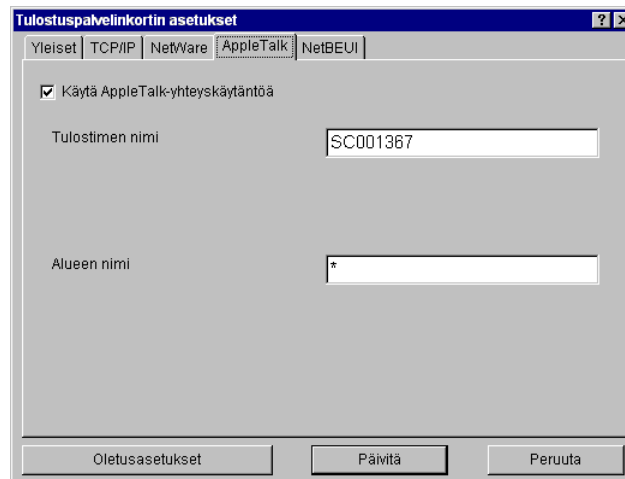 Tulostuspalvelinkortin asetukset
Yleiset TCP/IP NetWare AppleTalk NetBEUI
Käytä AppleTalk-yhteyskäytäntöä
Tulostimen nimi SC001367
Alueen nimi *
Oletusasetukset Päivitä Peruuta